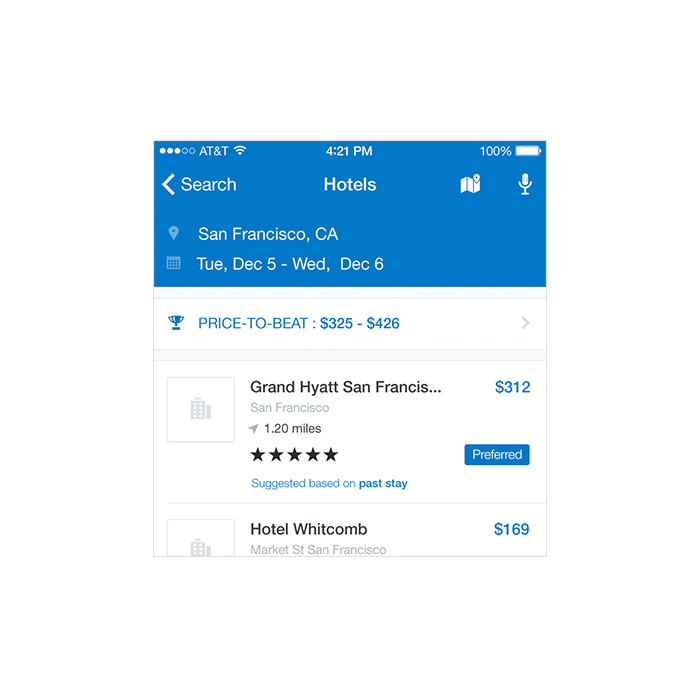 AT&T 4:21 PM 100%
Search Hotels
San Francisco, CA
Tue, Dec 5 - Wed, Dec 6
PRICE-TO-BEAT : $325 - $426
Grand Hyatt San Francis... $312
San Francisco
1.20 miles
Preferred
Suggested based on past stay
Hotel Whitcomb $169
Market St San Francisco